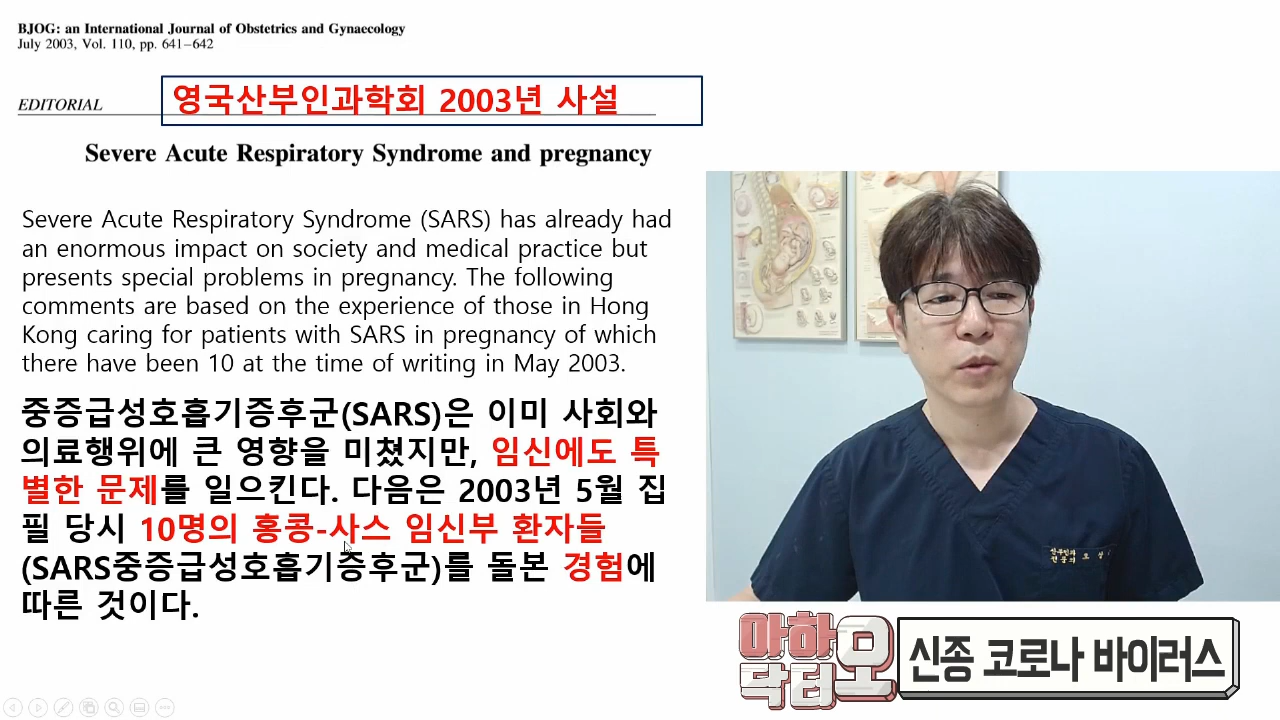 BJOG: an International Journal of Obstetrics and Gynaecology
July 2003, Vol. 110, pp. 641–642
EDITORIAL
영국산부인과학회 2003년 사설
Severe Acute Respiratory Syndrome and pregnancy
Severe Acute Respiratory Syndrome (SARS) has already had
an enormous impact on society and medical practice but
presents special problems in pregnancy. The following
comments are based on the experience of those in Hong
Kong caring for patients with SARS in pregnancy of which
there have been 10 at the time of writing in May 2003.
중증급성호흡기증후군(SARS)은 이미 사회와
의료행위에 큰 영향을 미쳤지만, 임신에도 특
별한 문제를 일으킨다. 다음은 2003년 5월 집
필 당시 10명의 홍콩-사스 임신부 환자들
(SARS중증급성호흡기증후군)를 돌본 경험에
따른 것이다.
산부인과
전문의 오 상
아하
닥터오
신종 코로나 바이러스